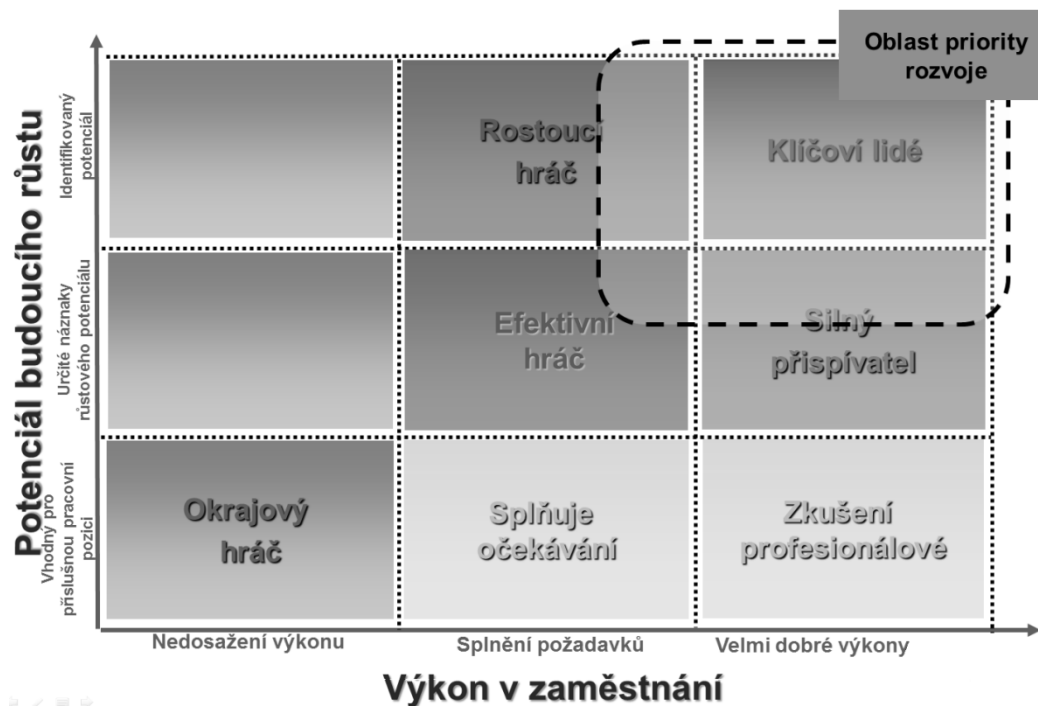 Oblast priority
rozvoje
Potenciál budoucího růstu
Identifikovaný
potenciál
Určité náznaky
růstového potenciálu
Vhodný pro
příslušnou pracovní
pozici
Rostoucí
hráč
Klíčoví lidé
Efektivní
hráč
Silný
přispívatel
Okrajový
hráč
Splňuje
očekávání
Zkušení
profesionálové
Nedosažení výkonu
Splnění požadavků
Velmi dobré výkony
Výkon v zaměstnání